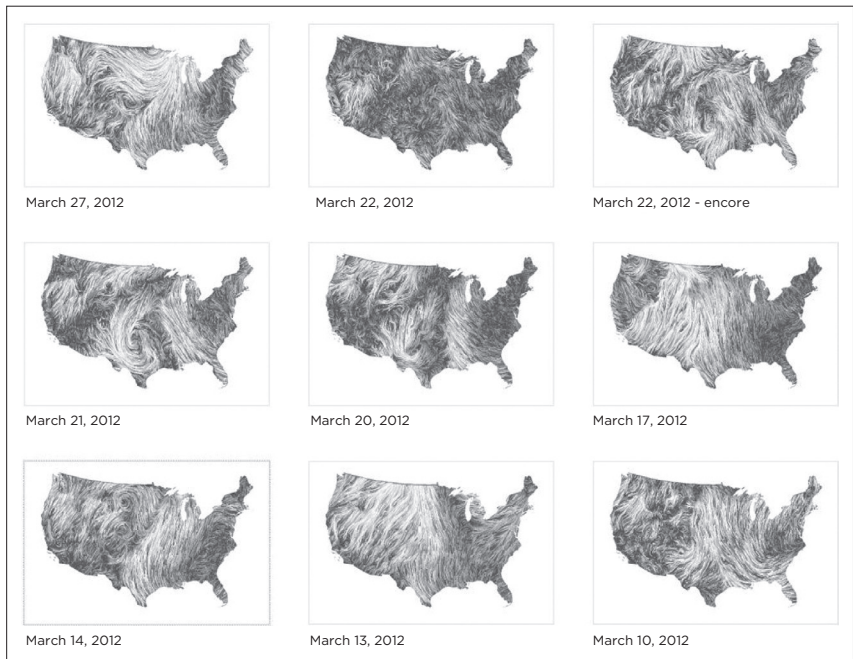 March 27, 2012
March 22, 2012
March 22, 2012 - encore
March 21, 2012
March 20, 2012
March 17, 2012
March 14, 2012
March 13, 2012
March 10, 2012